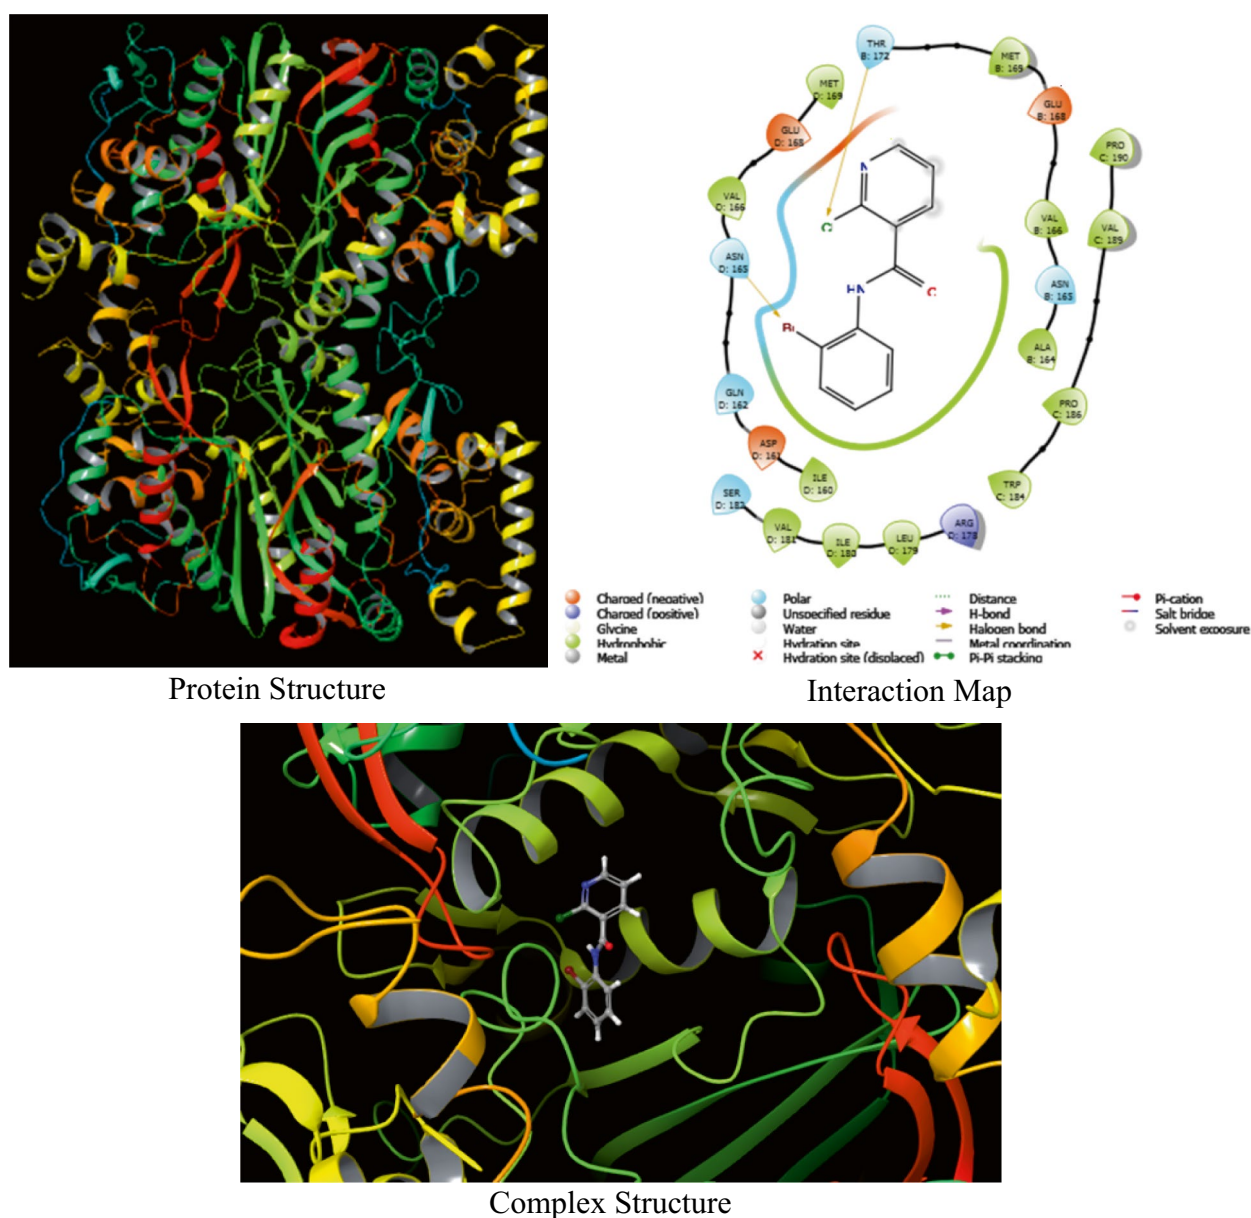 THR
B: 172
MET
B: 169
MET
D: 169
GLU
B: 168
GLU
D: 168
PRO
C: 190
VAL
D: 166
VAL
B: 166
VAL
C: 189
N
Cl
ASN
D: 165
ASN
B: 165
HN
O
Br
ALA
B: 164
GLN
D: 162
PRO
C: 186
ASP
D: 161
ILE
D: 160
TRP
C: 184
SER
D: 182
VAL
D: 181
ILE
D: 180
LEU
D: 179
ARG
D: 178
Charged (negative)
Charged (positive)
Glycine
Hydrophobic
Metal
Polar
Unspecified residue
Water
Hydration site
Hydration site (displaced)
Distance
H-bond
Halogen bond
Metal coordination
Pi-Pi stacking
Pi-cation
Salt bridge
Solvent exposure
Protein Structure
Interaction Map
Complex Structure